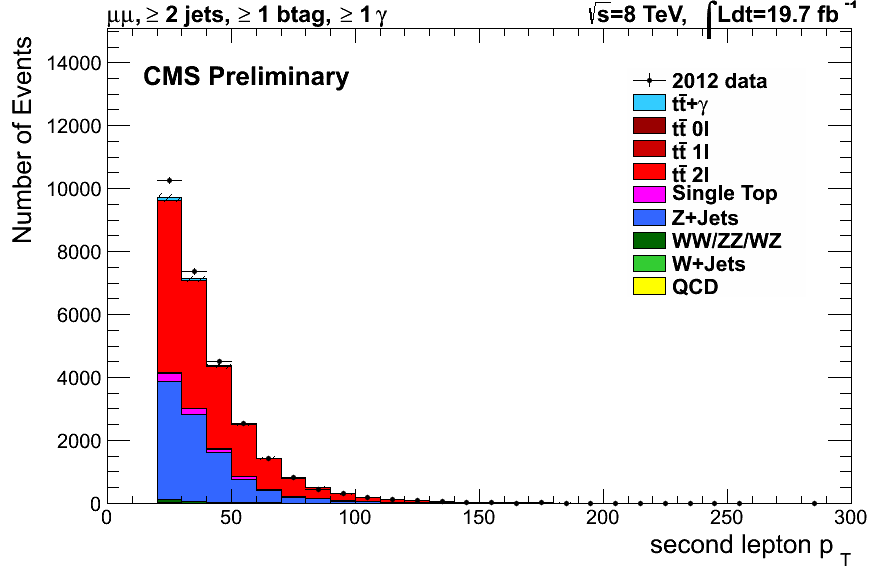 μμ, ≥ 2 jets, ≥ 1 btag, ≥ 1 γ
√s=8 TeV, ∫Ldt=19.7 fb⁻¹
CMS Preliminary
2012 data
tt̄+γ
tt̄ 0l
tt̄ 1l
tt̄ 2l
Single Top
Z+Jets
WW/ZZ/WZ
W+Jets
QCD
Number of Events
14000
12000
10000
8000
6000
4000
2000
0
0 50 100 150 200 250 300
second lepton p_T